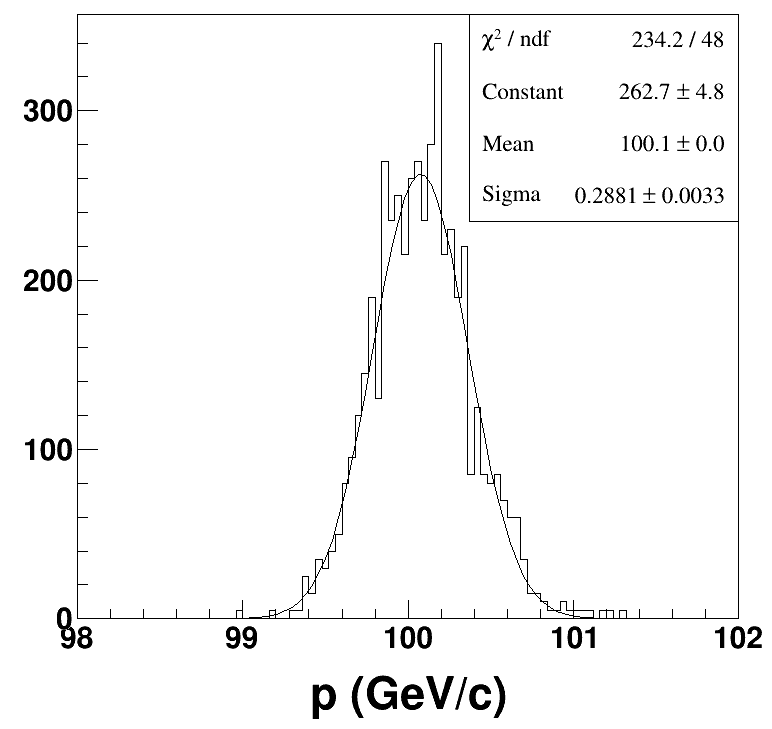 χ² / ndf 234.2 / 48
Constant 262.7 ± 4.8
Mean 100.1 ± 0.0
Sigma 0.2881 ± 0.0033
300
200
100
0
98 99 100 101 102
p (GeV/c)